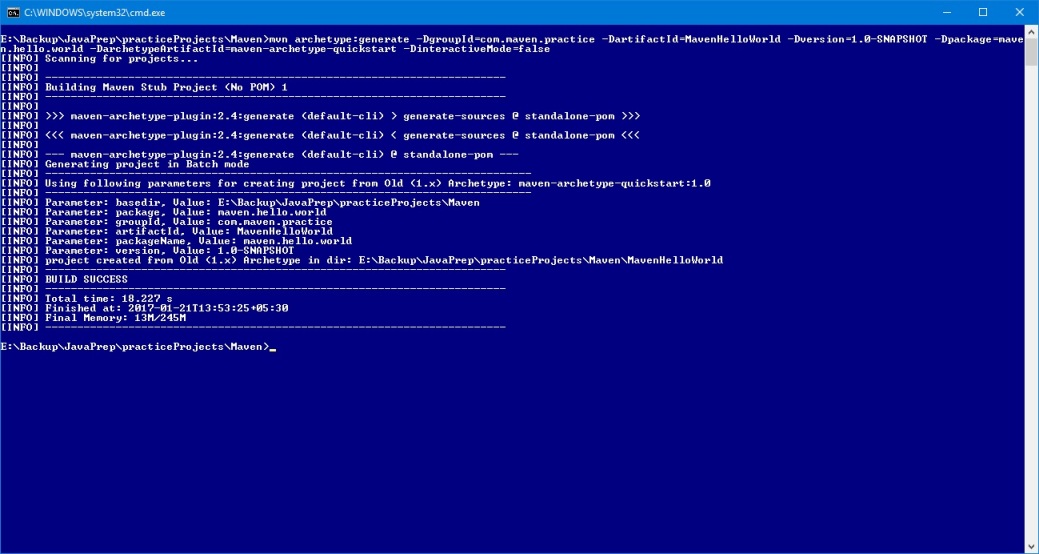 C:\WINDOWS\system32\cmd.exe
E:\Backup\JavaPrep\practiceProjects\Maven>mvn archetype:generate -DgroupId=com.maven.practice -DartifactId=MavenHelloWorld -Dversion=1.0-SNAPSHOT -Dpackage=mave
n.hello.world -DarchetypeArtifactId=maven-archetype-quickstart -DinteractiveMode=false
[INFO] Scanning for projects...
[INFO]
[INFO] ------------------------------------------------------------------------
[INFO] Building Maven Stub Project (No POM) 1
[INFO] ------------------------------------------------------------------------
[INFO]
[INFO] >>> maven-archetype-plugin:2.4:generate (default-cli) > generate-sources @ standalone-pom >>>
[INFO]
[INFO] <<< maven-archetype-plugin:2.4:generate (default-cli) < generate-sources @ standalone-pom <<<
[INFO]
[INFO] --- maven-archetype-plugin:2.4:generate (default-cli) @ standalone-pom ---
[INFO] Generating project in Batch mode
[INFO] ----------------------------------------------------------------------------
[INFO] Using following parameters for creating project from Old (1.x) Archetype: maven-archetype-quickstart:1.0
[INFO] ----------------------------------------------------------------------------
[INFO] Parameter: basedir, Value: E:\Backup\JavaPrep\practiceProjects\Maven
[INFO] Parameter: package, Value: maven.hello.world
[INFO] Parameter: groupId, Value: com.maven.practice
[INFO] Parameter: artifactId, Value: MavenHelloWorld
[INFO] Parameter: packageName, Value: maven.hello.world
[INFO] Parameter: version, Value: 1.0-SNAPSHOT
[INFO] project created from Old (1.x) Archetype in dir: E:\Backup\JavaPrep\practiceProjects\Maven\MavenHelloWorld
[INFO] ------------------------------------------------------------------------
[INFO] BUILD SUCCESS
[INFO] ------------------------------------------------------------------------
[INFO] Total time: 18.227 s
[INFO] Finished at: 2017-01-21T13:53:25+05:30
[INFO] Final Memory: 13M/245M
[INFO] ------------------------------------------------------------------------
E:\Backup\JavaPrep\practiceProjects\Maven>_